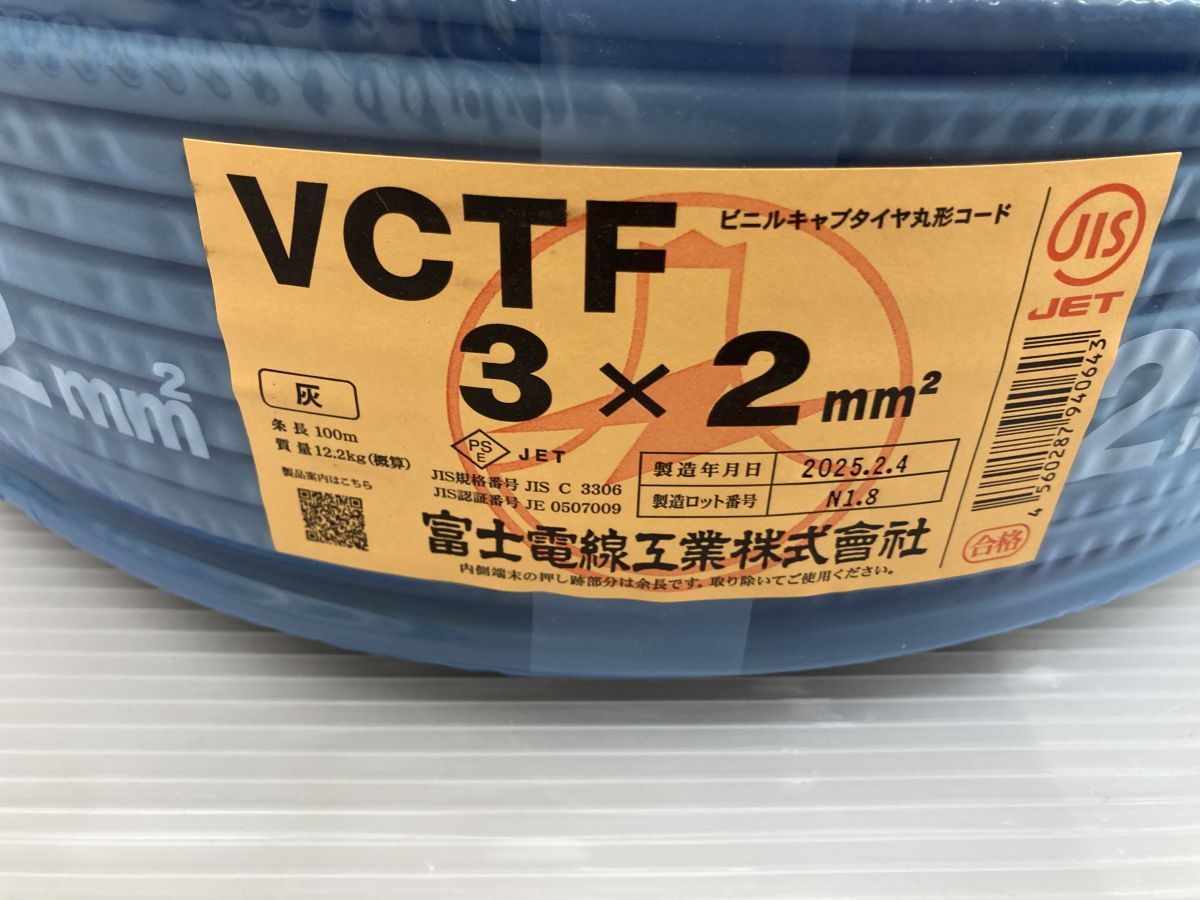 VCTF
ビニルキャブタイヤ丸形コード
3×2mm²
灰
条長 100m
質量 12.2kg(概算)
製品案内はこちら
PS
E
JET
JIS規格番号 JIS C 3306
JIS認証番号 JE 0507009
製造年月日 2025.2.4
製造ロット番号 N1.8
富士電線工業株式會社
内側端末の押し跡部分は余長です。取り除いてご使用ください。
JIS
JET
4560287940643
合格
2mm²
2